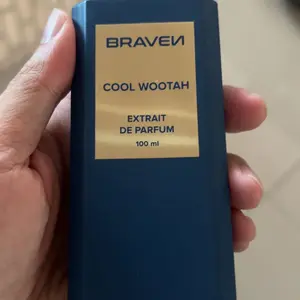 BRAVEN
COOL WOOTAH
EXTRAIT
DE PARFUM
100 ml